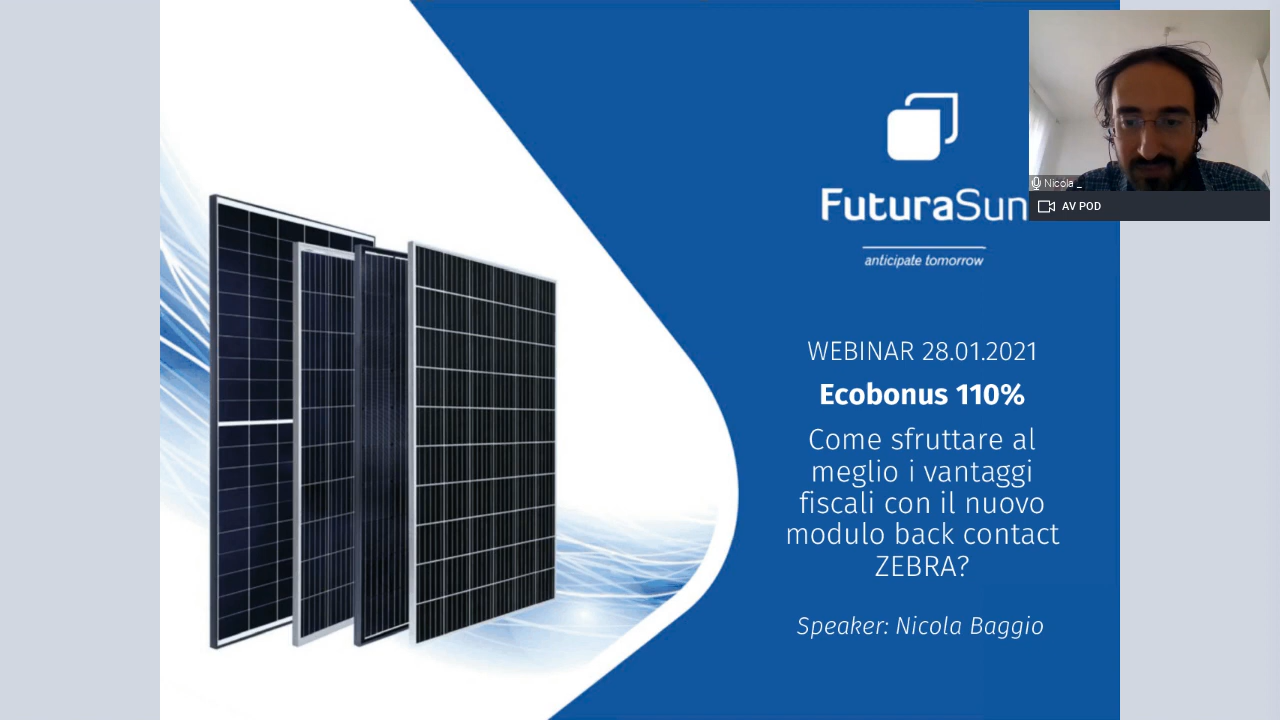 FuturaSun
anticipate tomorrow
Nicola _
AV POD
WEBINAR 28.01.2021
Ecobonus 110%
Come sfruttare al
meglio i vantaggi
fiscali con il nuovo
modulo back contact
ZEBRA?
Speaker: Nicola Baggio